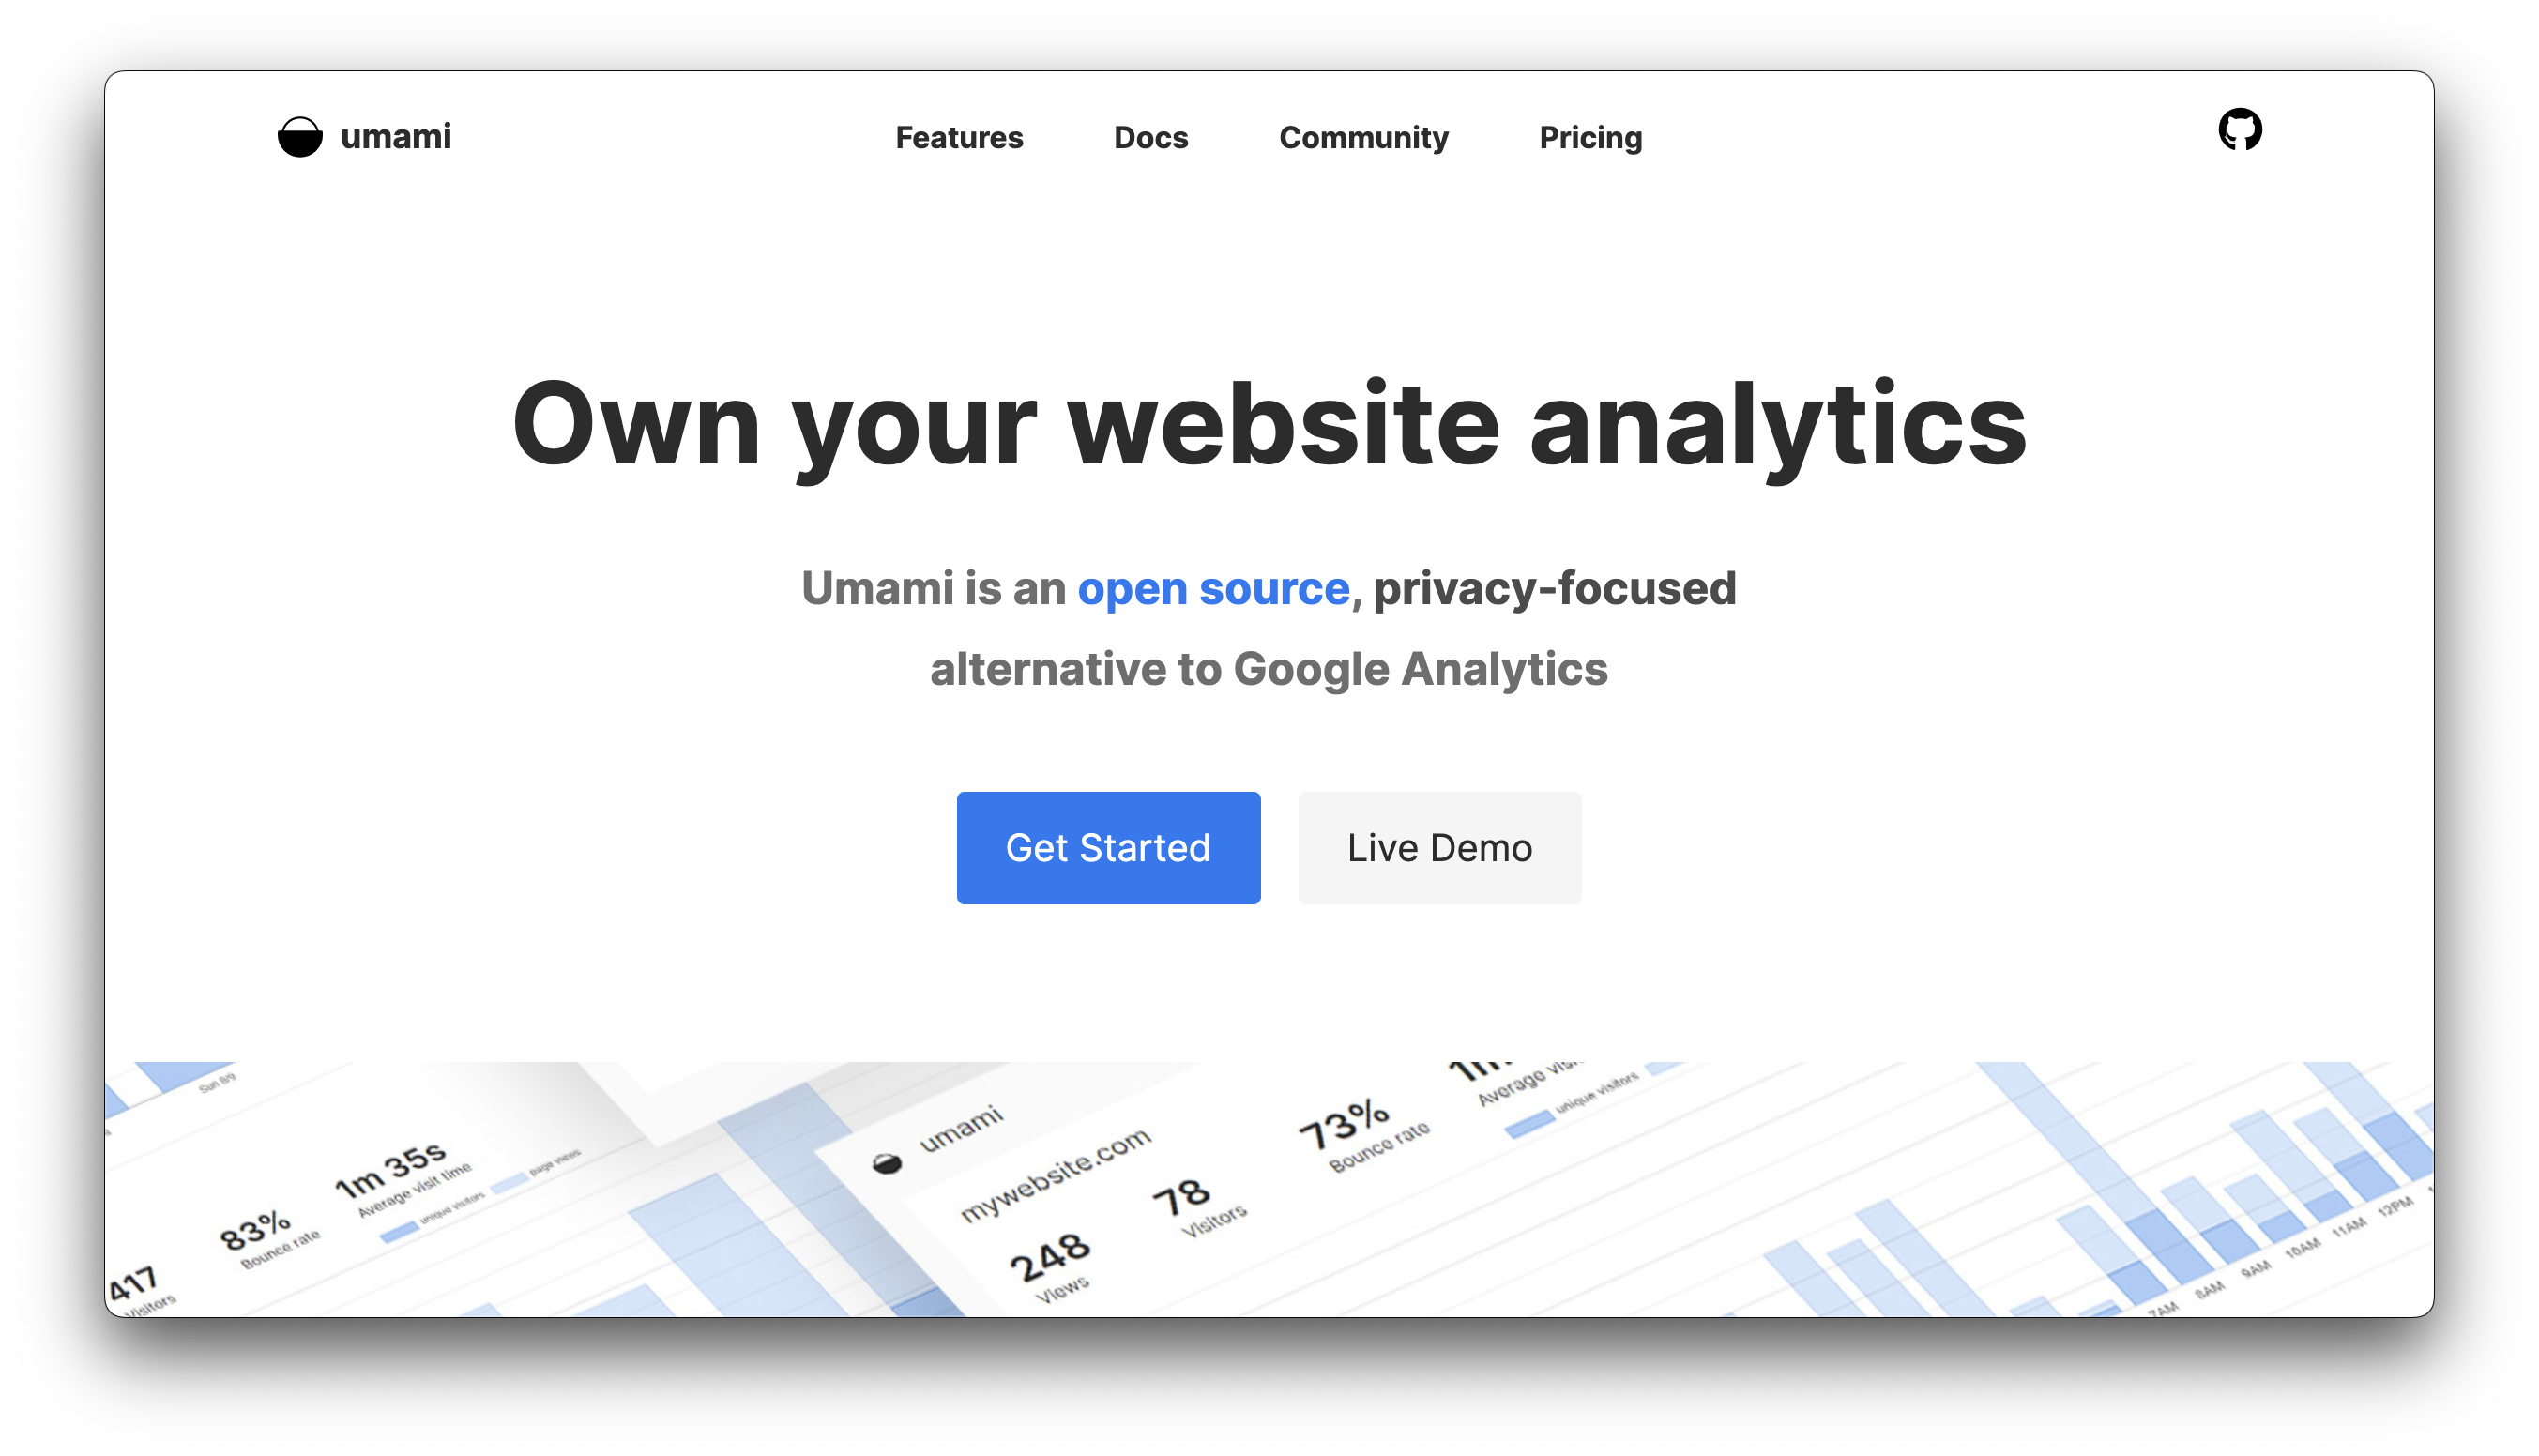 umami
Features
Docs
Community
Pricing
Own your website analytics
Umami is an open source, privacy-focused
alternative to Google Analytics
Get Started
Live Demo
Sun 8/9
417
Visitors
83%
Bounce rate
1m 35s
Average visit time
unique visitors
page views
umami
mywebsite.com
248
Views
78
Visitors
73%
Bounce rate
Average
unique visitors
7AM
8AM
9AM
10AM
11AM
12PM